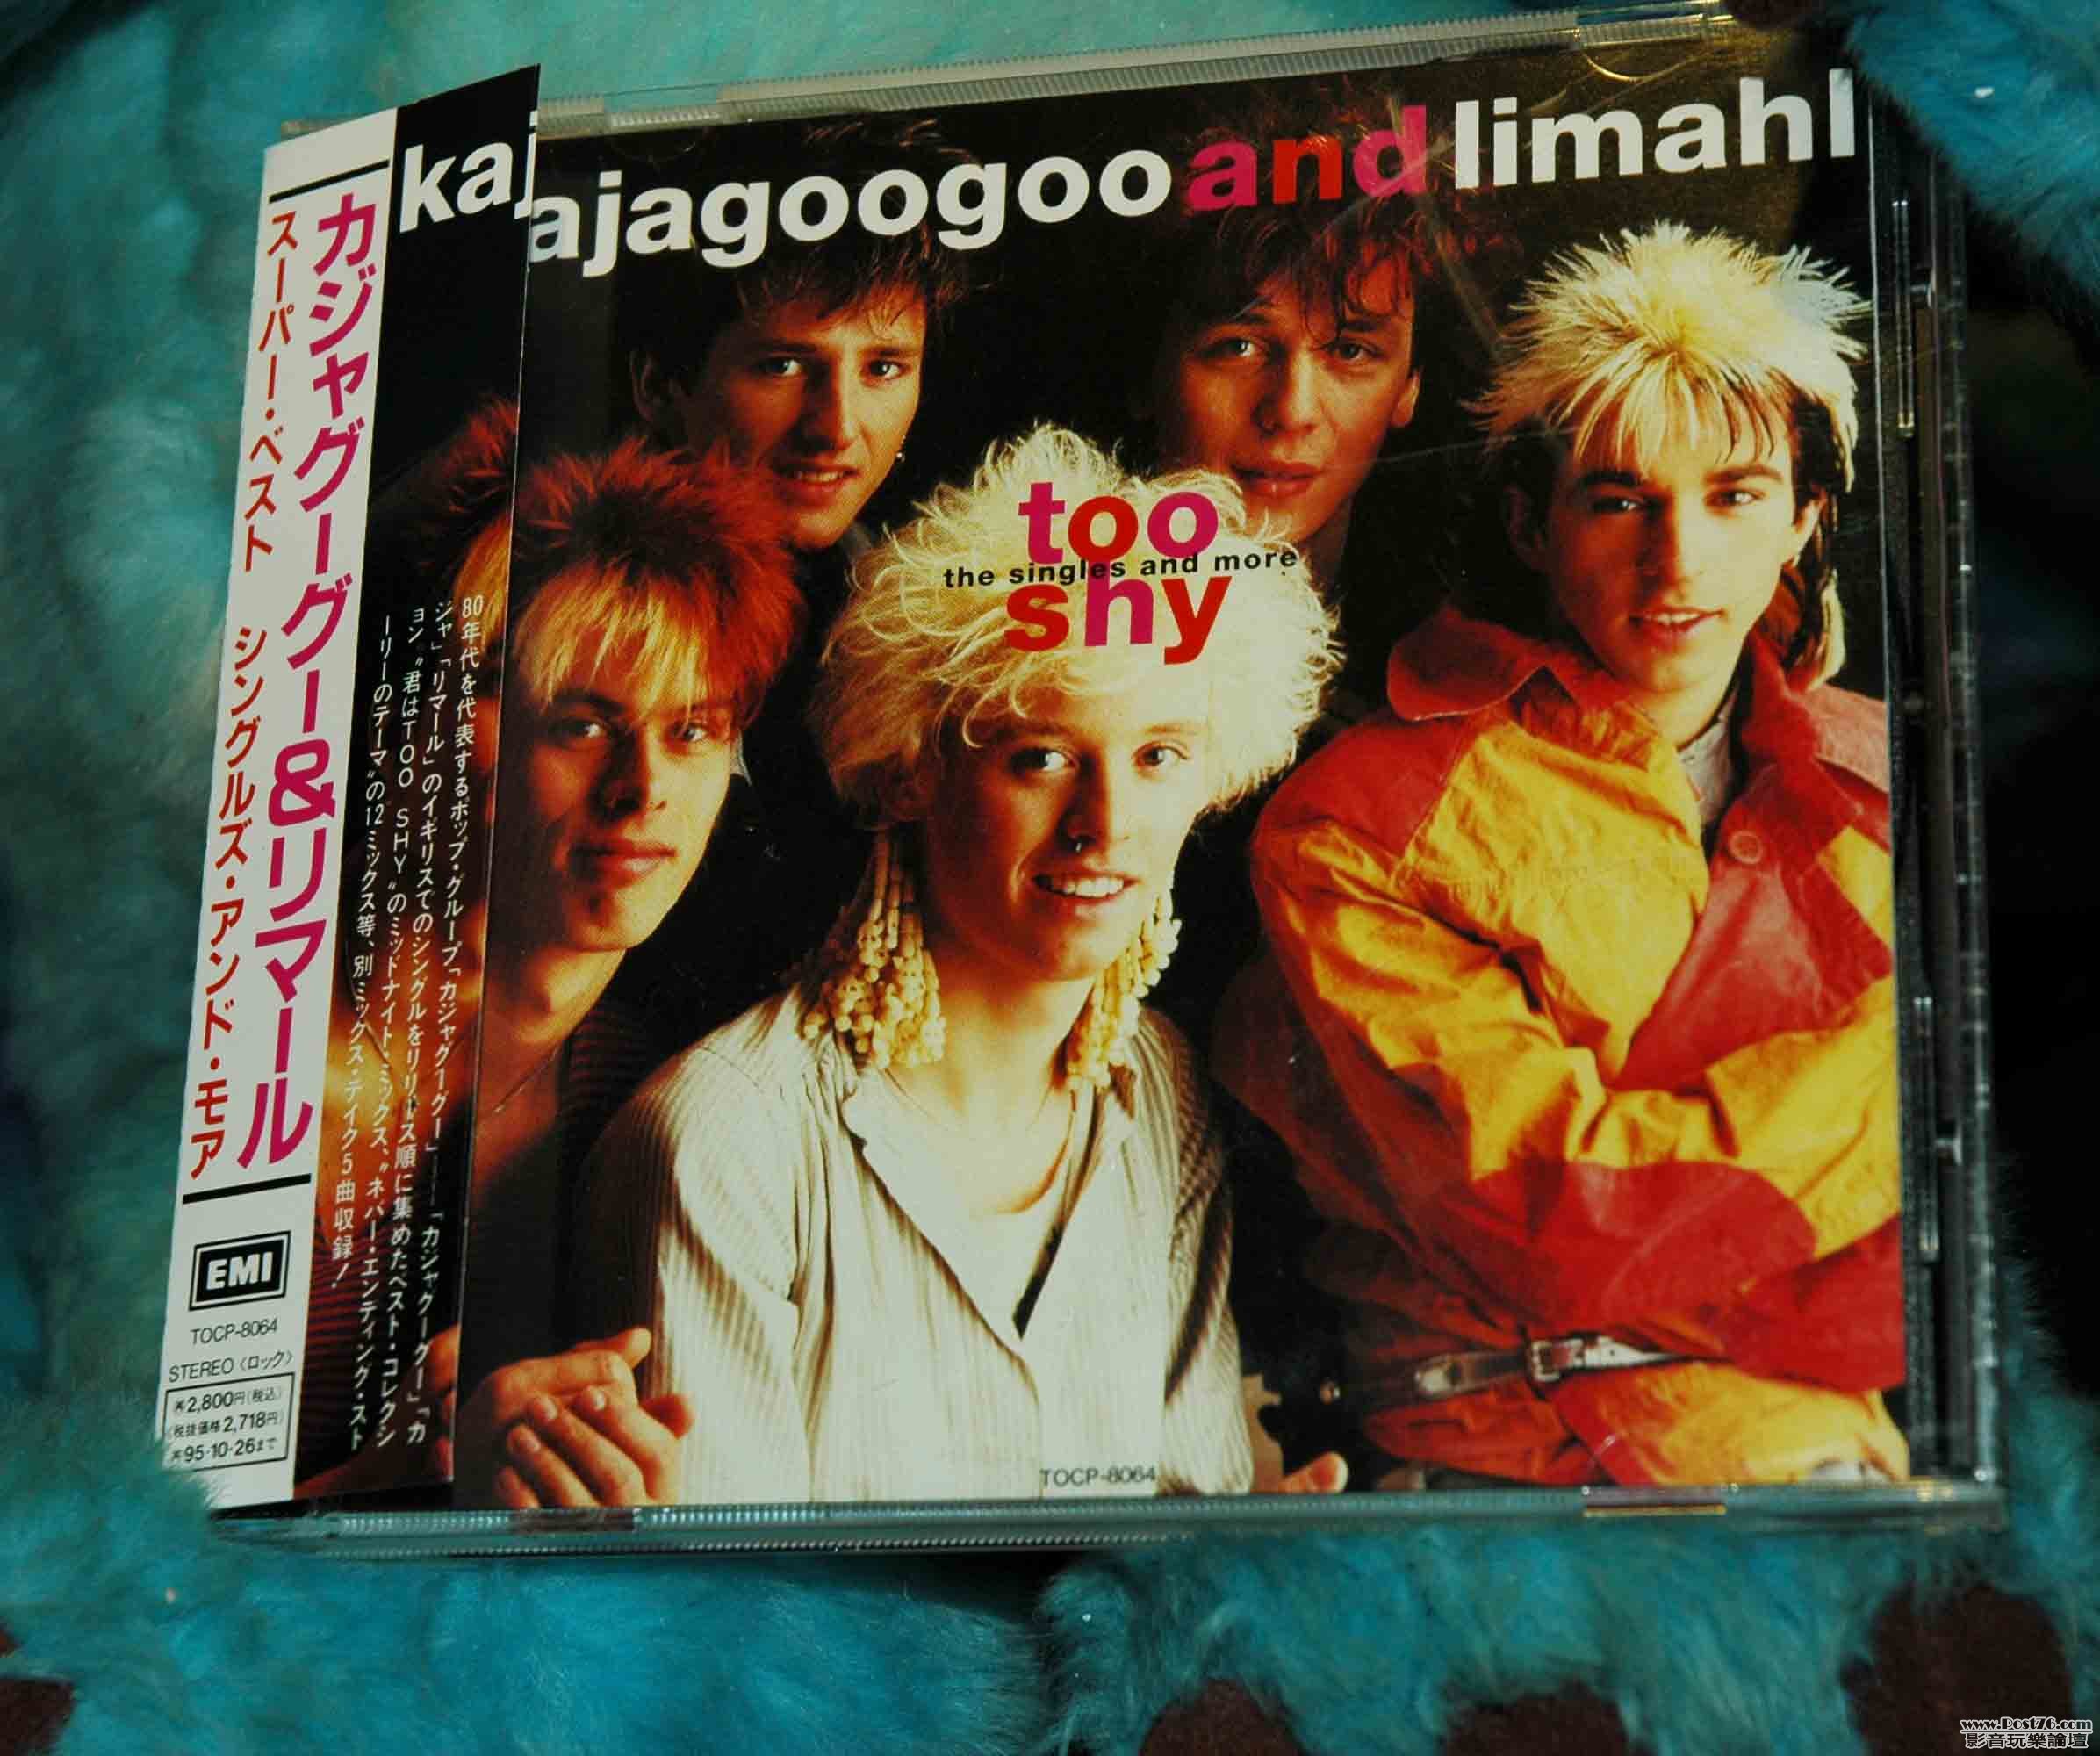 カジャグーグー&リマール
スーパー・ベスト シングルズ・アンド・モア
EMI
TOCP-8064
STEREO〈ロック〉
¥2,800円(税込)
(税抜価格2,718円)
¥95・10・26まで
kaj
80年代を代表するポップ・グループ「カジャグーグー」――「カジャグーグー」「カ
ジャ」「リマール」のイギリスでのシングルをリリース順に集めたベスト・コレクシ
ョン〝君はTOO SHY〟のミッドナイト・ミックス、〝ネバー・エンディング・スト
ーリーのテーマ〟の12ミックス等、別ミックス・テイク5曲収録!
ajagoogoo and limahl
too
the singles and more
shy
TOCP-8064
www.Post76.com
影音玩樂論壇